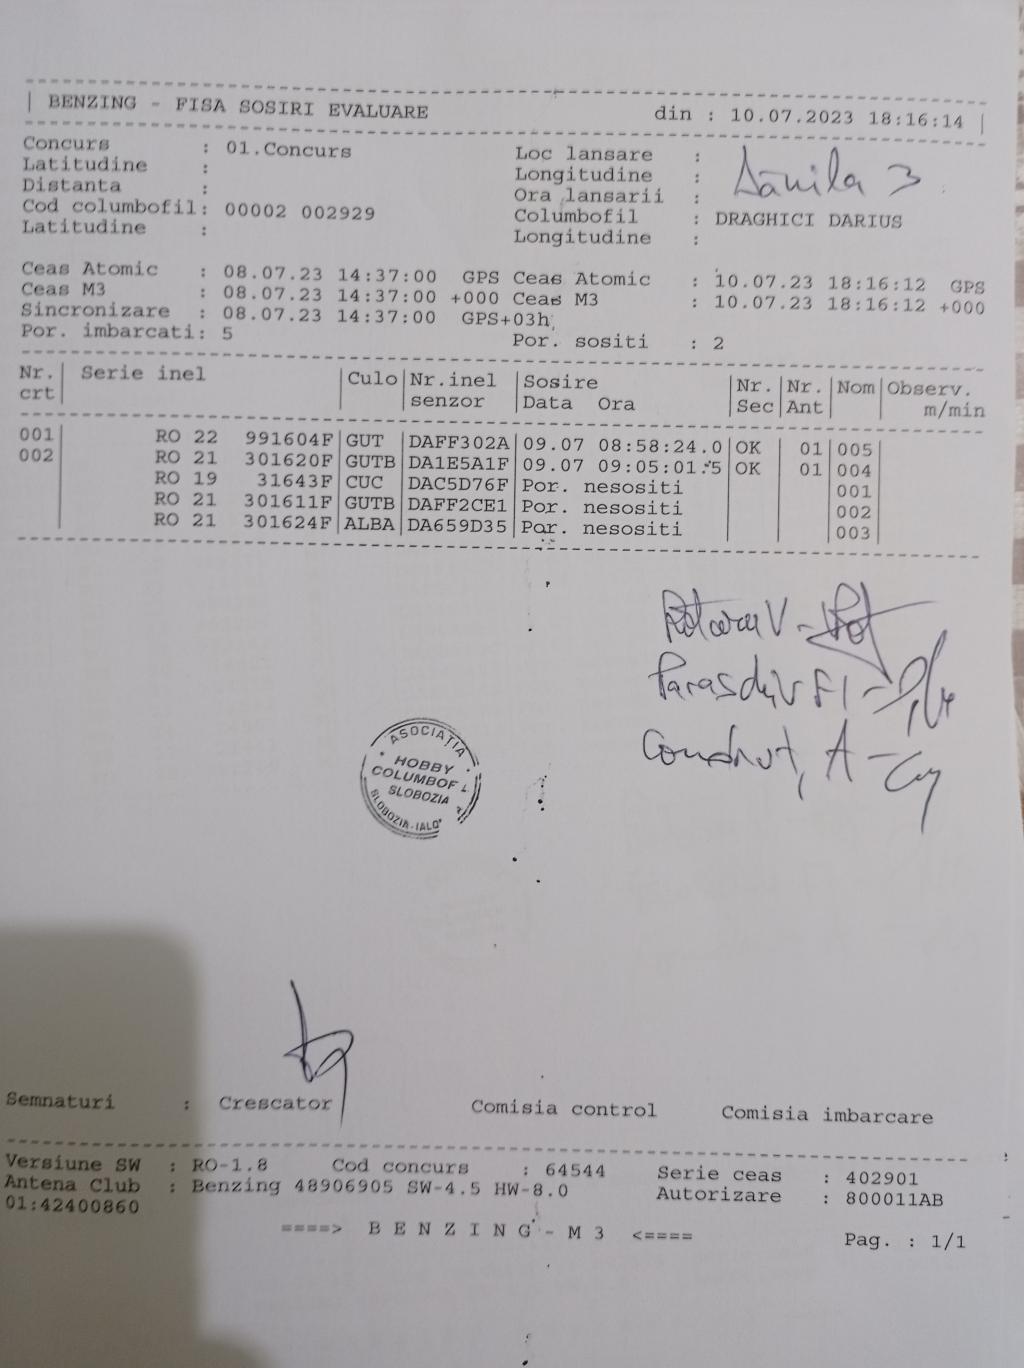 BENZING - FISA SOSIRI EVALUARE din : 10.07.2023 18:16:14
Concurs : 01.Concurs Loc lansare :
Latitudine : Longitudine : Dănila 3
Distanta : Ora lansarii :
Cod columbofil: 00002 002929 Columbofil : DRAGHICI DARIUS
Latitudine : Longitudine :
Ceas Atomic : 08.07.23 14:37:00 GPS Ceas Atomic : 10.07.23 18:16:12 GPS
Ceas M3 : 08.07.23 14:37:00 +000 Ceas M3 : 10.07.23 18:16:12 +000
Sincronizare : 08.07.23 14:37:00 GPS+03h
Por. imbarcati: 5 Por. sositi : 2
Nr. Serie inel Culo Nr.inel Sosire Nr. Nr. Nom Observ.
crt senzor Data Ora Sec Ant m/min
001 RO 22 991604F GUT DAFF302A 09.07 08:58:24.0 OK 01 005
002 RO 21 301620F GUTB DA1E5A1F 09.07 09:05:01.5 OK 01 004
RO 19 31643F CUC DAC5D76F Por. nesositi 001
RO 21 301611F GUTB DAFF2CE1 Por. nesositi 002
RO 21 301624F ALBA DA659D35 Por. nesositi 003
Rotaru V -
ASOCIAȚIA
HOBBY
COLUMBOF
SLOBOZIA
SLOBOZIA-IALO
Semnaturi : Crescator Comisia control Comisia imbarcare
Versiune SW : RO-1.8 Cod concurs : 64544 Serie ceas : 402901
Antena Club : Benzing 48906905 SW-4.5 HW-8.0 Autorizare : 800011AB
01:42400860
====> B E N Z I N G - M 3 <====
Pag. : 1/1